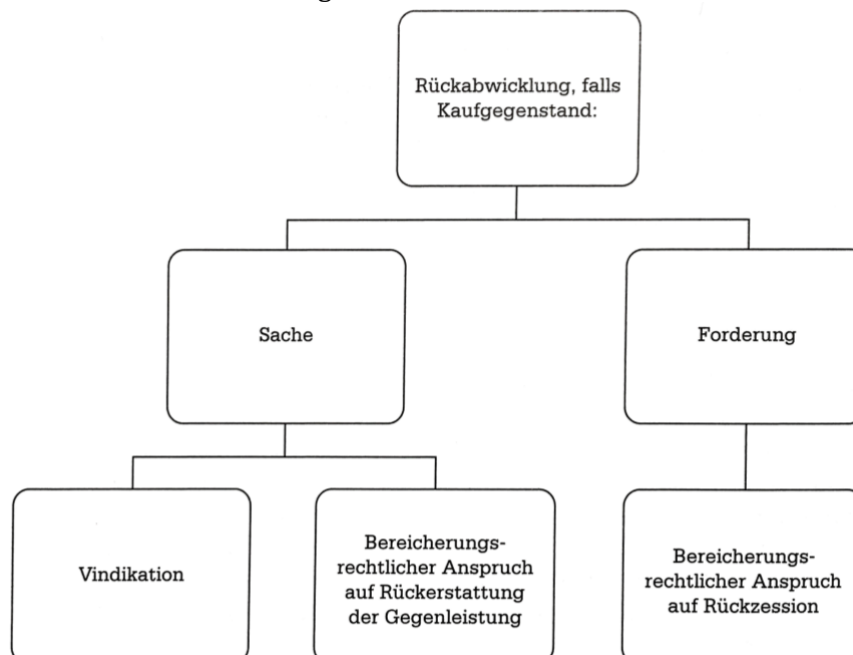 Rückabwicklung, falls
Kaufgegenstand:
Sache
Forderung
Vindikation
Bereicherungs-
rechtlicher Anspruch
auf Rückerstattung
der Gegenleistung
Bereicherungs-
rechtlicher Anspruch
auf Rückzession